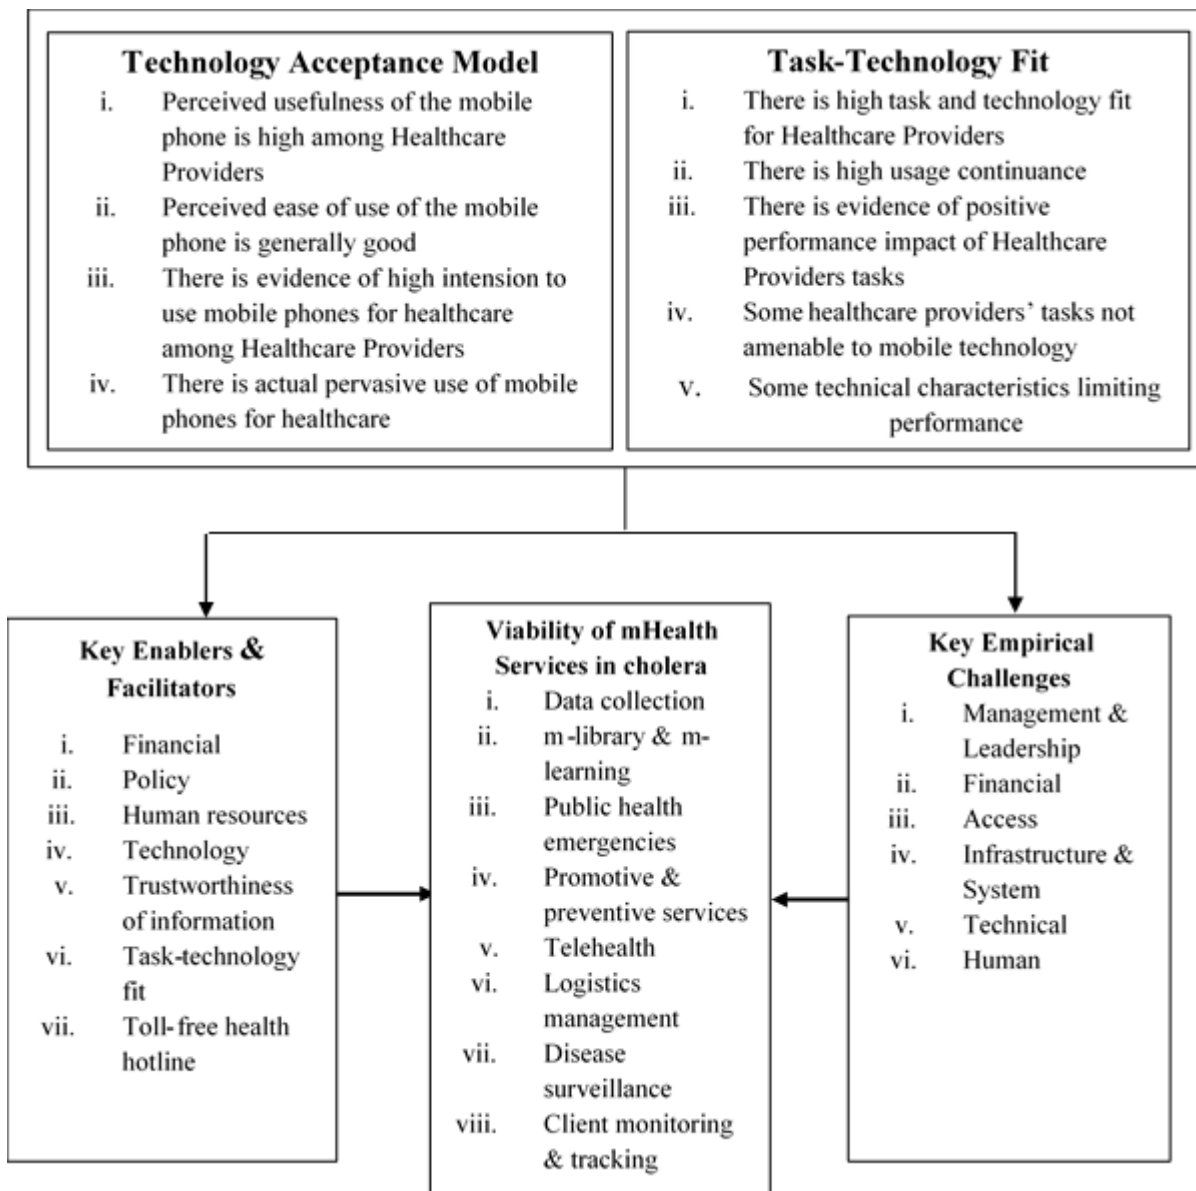 Technology Acceptance Model
i. Perceived usefulness of the mobile
phone is high among Healthcare
Providers
ii. Perceived ease of use of the mobile
phone is generally good
iii. There is evidence of high intension to
use mobile phones for healthcare
among Healthcare Providers
iv. There is actual pervasive use of mobile
phones for healthcare
Task-Technology Fit
i. There is high task and technology fit
for Healthcare Providers
ii. There is high usage continuance
iii. There is evidence of positive
performance impact of Healthcare
Providers tasks
iv. Some healthcare providers’ tasks not
amenable to mobile technology
v. Some technical characteristics limiting
performance
Key Enablers &
Facilitators
i. Financial
ii. Policy
iii. Human resources
iv. Technology
v. Trustworthiness
of information
vi. Task-technology
fit
vii. Toll-free health
hotline
Viability of mHealth
Services in cholera
i. Data collection
ii. m-library & m-
learning
iii. Public health
emergencies
iv. Promotive &
preventive services
v. Telehealth
vi. Logistics
management
vii. Disease
surveillance
viii. Client monitoring
& tracking
Key Empirical
Challenges
i. Management &
Leadership
ii. Financial
iii. Access
iv. Infrastructure &
System
v. Technical
vi. Human